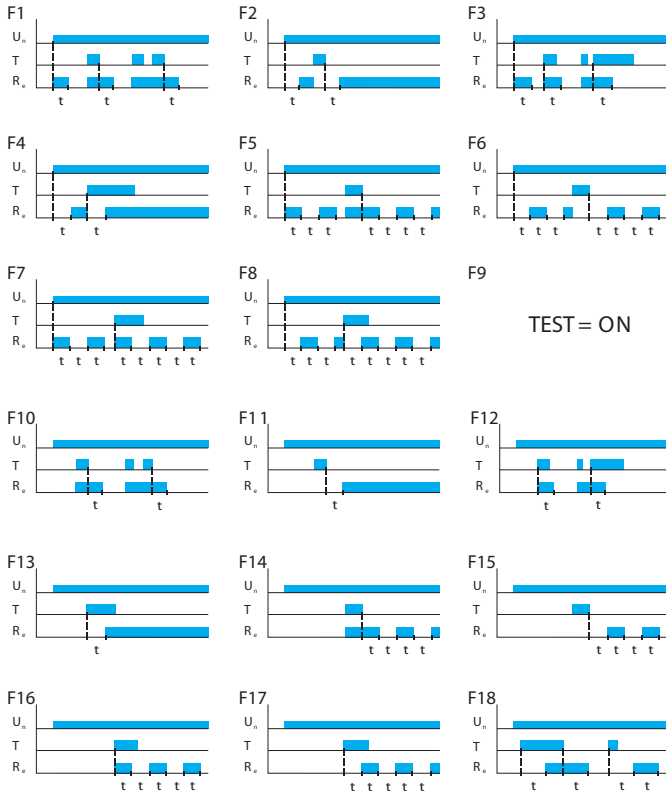 F1 F2 F3
Uₙ Uₙ Uₙ
T T T
Rₑ Rₑ Rₑ
t t t t t t t t
F4 F5 F6
Uₙ Uₙ Uₙ
T T T
Rₑ Rₑ Rₑ
t t t t t t t t t t t t t t t t
F7 F8 F9
Uₙ Uₙ
T T TEST = ON
Rₑ Rₑ
t t t t t t t t t t t t t t t t
F10 F11 F12
Uₙ Uₙ Uₙ
T T T
Rₑ Rₑ Rₑ
t t t t t
F13 F14 F15
Uₙ Uₙ Uₙ
T T T
Rₑ Rₑ Rₑ
t t t t t t t t t
F16 F17 F18
Uₙ Uₙ Uₙ
T T T
Rₑ Rₑ Rₑ
t t t t t t t t t t t t t